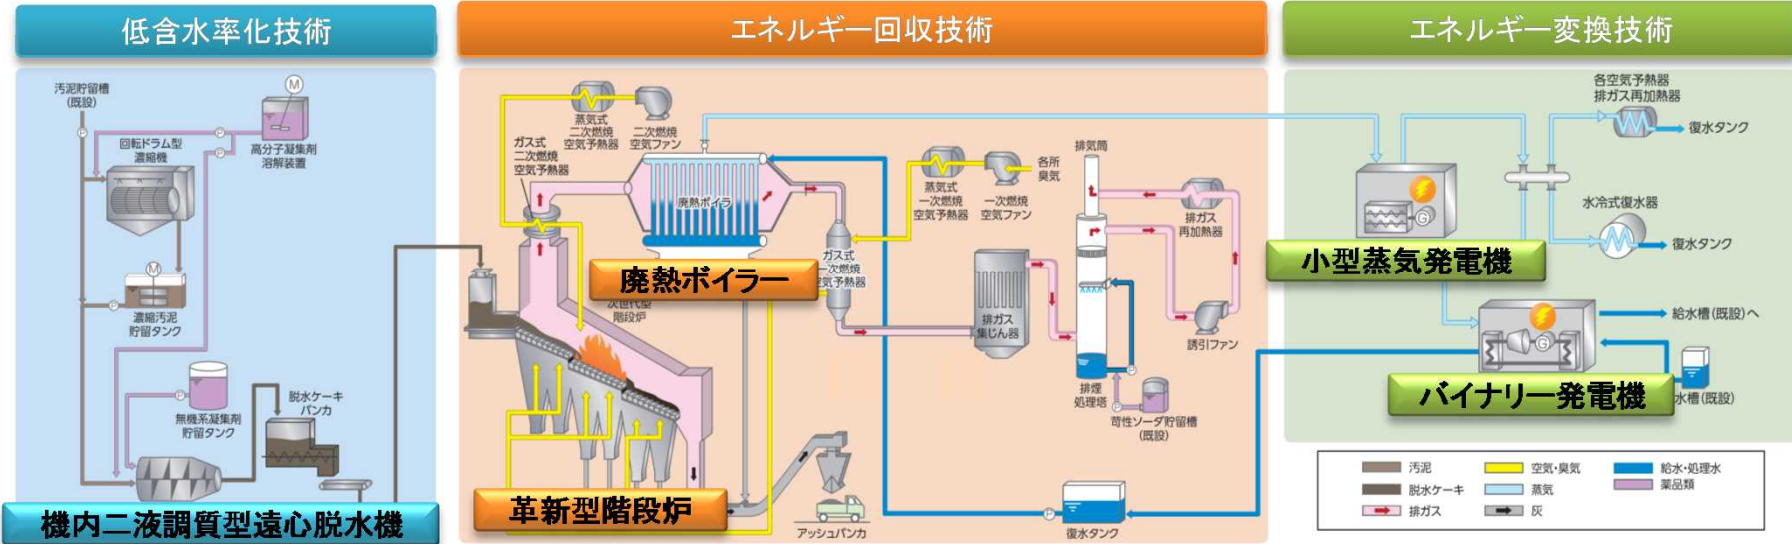 低含水率化技術
エネルギー回収技術
エネルギー変換技術
汚泥貯留槽
(既設)
M
P
P
P
回転ドラム型
濃縮機
高分子凝集剤
溶解装置
M
P
濃縮汚泥
貯留タンク
P
無機系凝集剤
貯留タンク
脱水ケーキ
バンカ
P
機内二液調質型遠心脱水機
蒸気式
二次燃焼
空気予熱器
二次燃焼
空気ファン
ガス式
二次燃焼
空気予熱器
廃熱ボイラ
廃熱ボイラー
蒸気式
一次燃焼
空気予熱器
一次燃焼
空気ファン
各所
臭気
ガス式
一次燃焼
空気予熱器
次世代型
階段炉
革新型階段炉
排ガス
集じん器
排気筒
排ガス
再加熱器
誘引ファン
P
排煙
処理塔
P
苛性ソーダ貯留槽
(既設)
アッシュバンカ
P
復水タンク
各空気予熱器
排ガス再加熱器
復水タンク
G
水冷式復水器
復水タンク
小型蒸気発電機
G
給水槽(既設)へ
バイナリー発電機
水槽(既設)
汚泥
空気・臭気
給水・処理水
脱水ケーキ
蒸気
薬品類
排ガス
灰